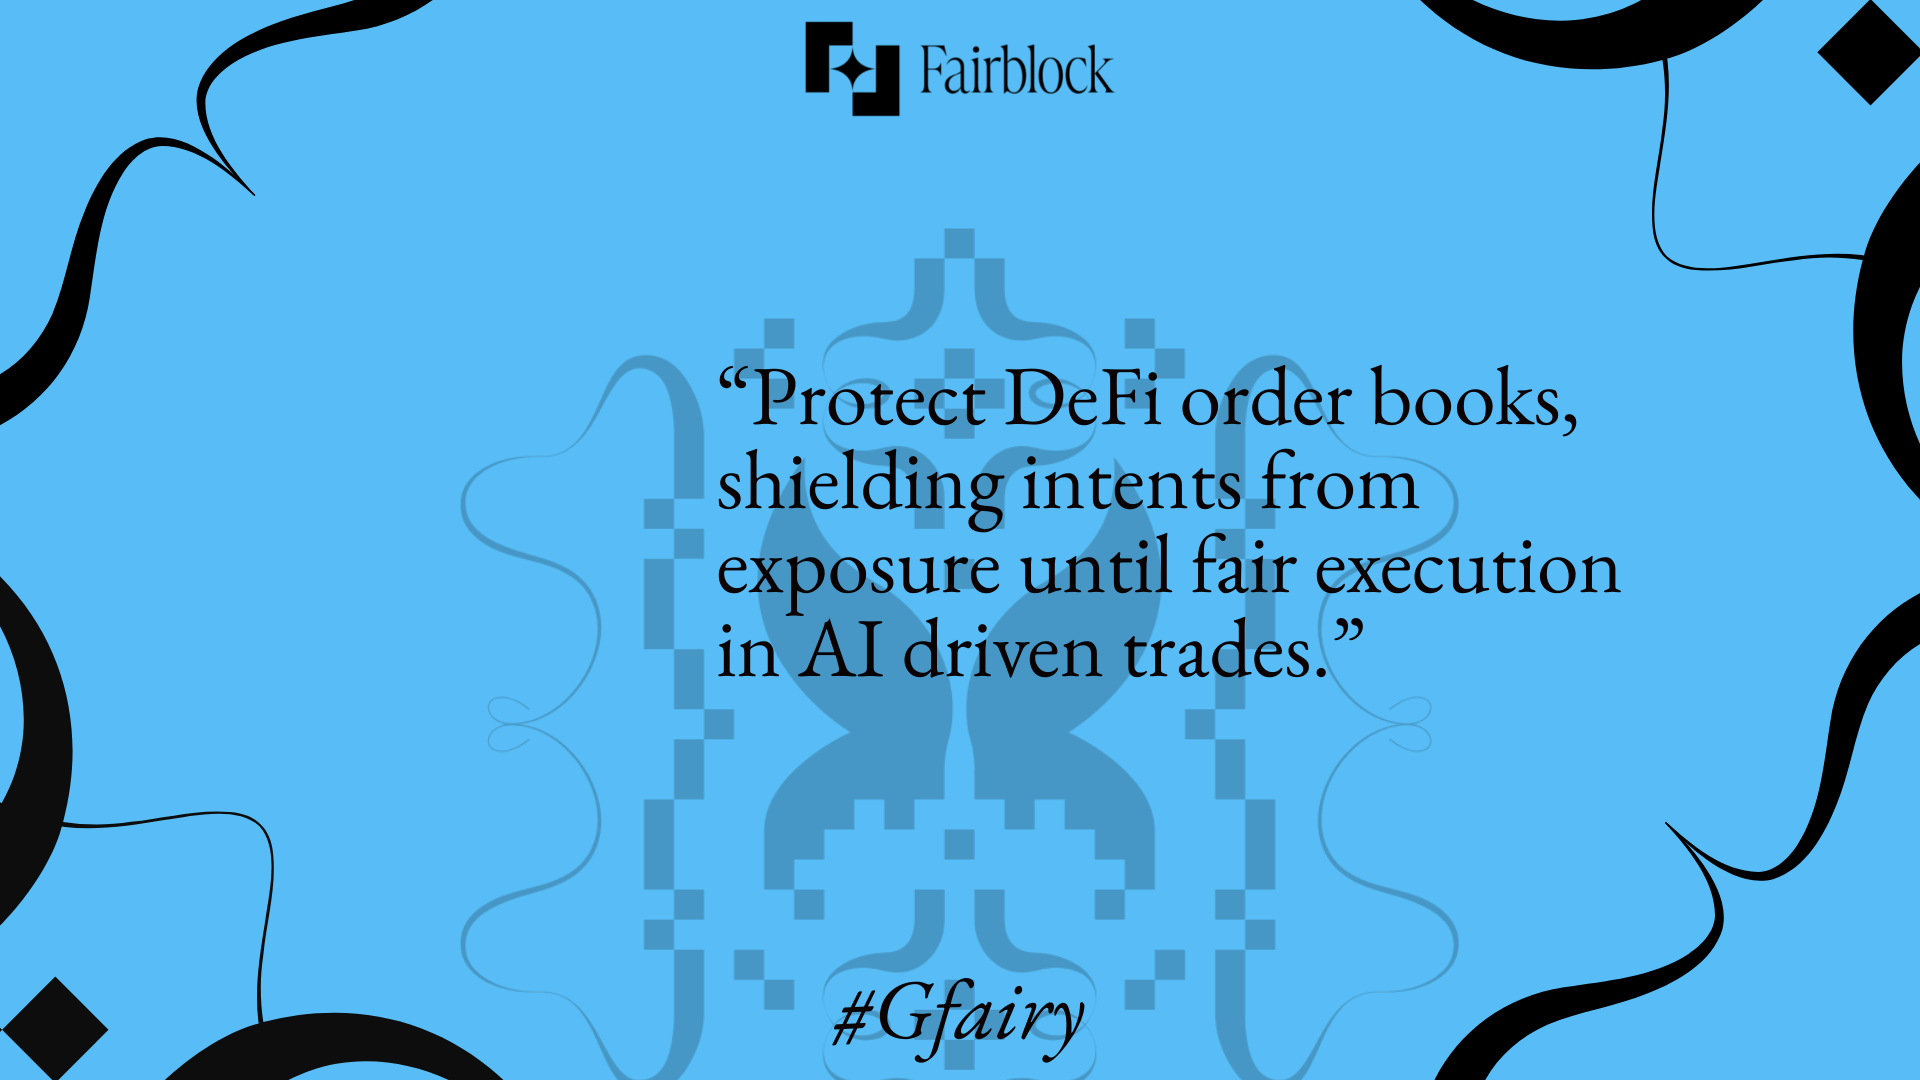 Fairblock
“Protect DeFi order books,
shielding intents from
exposure until fair execution
in AI driven trades.”
#Gfairy